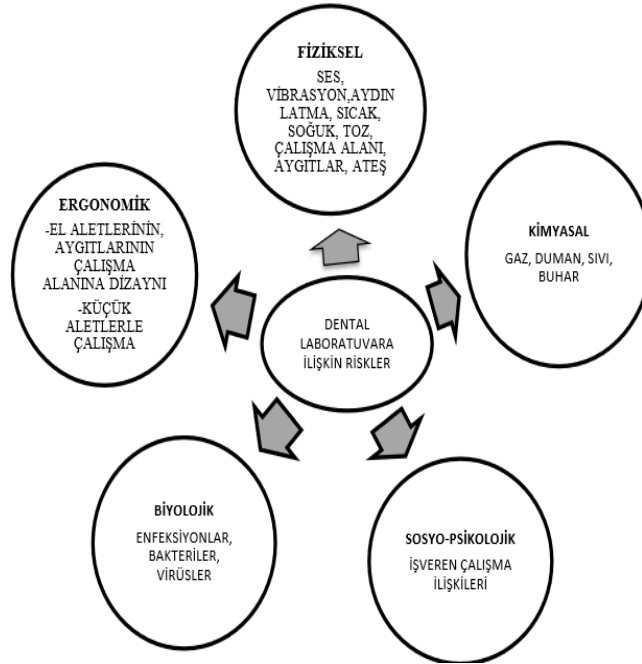 FİZİKSEL
SES,
VİBRASYON,AYDIN
LATMA, SICAK,
SOĞUK, TOZ,
ÇALIŞMA ALANI,
AYGITLAR, ATEŞ
ERGONOMİK
-EL ALETLERİNİN,
AYGITLARININ
ÇALIŞMA
ALANINA DİZAYNI
-KÜÇÜK
ALETLERLE
ÇALIŞMA
KİMYASAL
GAZ, DUMAN, SIVI,
BUHAR
DENTAL
LABORATUVARA
İLİŞKİN RİSKLER
BİYOLOJİK
ENFEKSİYONLAR,
BAKTERİLER,
VİRÜSLER
SOSYO-PSİKOLOJİK
İŞVEREN ÇALIŞMA
İLİŞKİLERİ